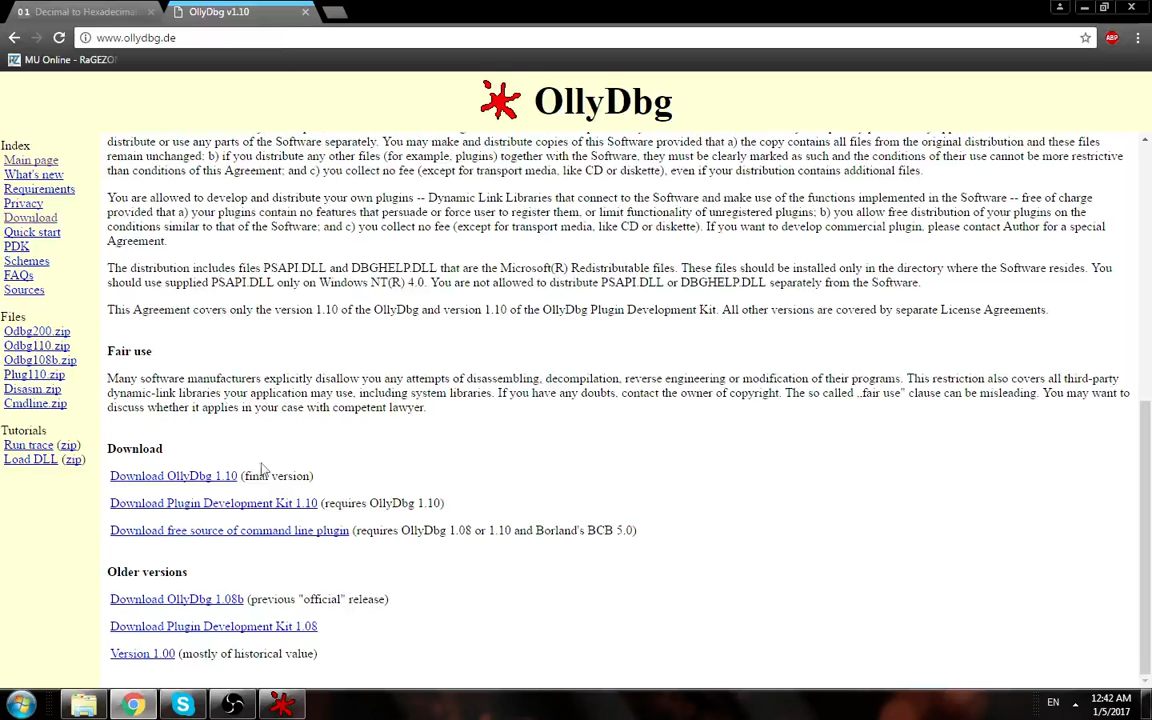 01 Decimal to Hexadecima
OllyDbg v1.10
www.ollydbg.de
ABP
RZ MU Online - RaGEZO
OllyDbg
Index
Main page
What's new
Requirements
Privacy
Download
Quick start
PDK
Schemes
FAQs
Sources
Files
Odbg200.zip
Odbg110.zip
Odbg108b.zip
Plug110.zip
Disasm.zip
Cmdline.zip
Tutorials
Run trace (zip)
Load DLL (zip)
distribute or use any parts of the Software separately. You may make and distribute copies of this Software provided that a) the copy contains all files from the original distribution and these files
remain unchanged; b) if you distribute any other files (for example, plugins) together with the Software, they must be clearly marked as such and the conditions of their use cannot be more restrictive
than conditions of this Agreement; and c) you collect no fee (except for transport media, like CD or diskette), even if your distribution contains additional files.
You are allowed to develop and distribute your own plugins -- Dynamic Link Libraries that connect to the Software and make use of the functions implemented in the Software -- free of charge
provided that a) your plugins contain no features that persuade or force user to register them, or limit functionality of unregistered plugins; b) you allow free distribution of your plugins on the
conditions similar to that of the Software; and c) you collect no fee (except for transport media, like CD or diskette). If you want to develop commercial plugin, please contact Author for a special
Agreement.
The distribution includes files PSAPI.DLL and DBGHELP.DLL that are the Microsoft(R) Redistributable files. These files should be installed only in the directory where the Software resides. You
should use supplied PSAPI.DLL only on Windows NT(R) 4.0. You are not allowed to distribute PSAPI.DLL or DBGHELP.DLL separately from the Software.
This Agreement covers only the version 1.10 of the OllyDbg and version 1.10 of the OllyDbg Plugin Development Kit. All other versions are covered by separate License Agreements.
Fair use
Many software manufacturers explicitly disallow you any attempts of disassembling, decompilation, reverse engineering or modification of their programs. This restriction also covers all third-party
dynamic-link libraries your application may use, including system libraries. If you have any doubts, contact the owner of copyright. The so called ,,fair use'' clause can be misleading. You may want to
discuss whether it applies in your case with competent lawyer.
Download
Download OllyDbg 1.10 (final version)
Download Plugin Development Kit 1.10 (requires OllyDbg 1.10)
Download free source of command line plugin (requires OllyDbg 1.08 or 1.10 and Borland's BCB 5.0)
Older versions
Download OllyDbg 1.08b (previous "official" release)
Download Plugin Development Kit 1.08
Version 1.00 (mostly of historical value)
EN
12:42 AM
1/5/2017